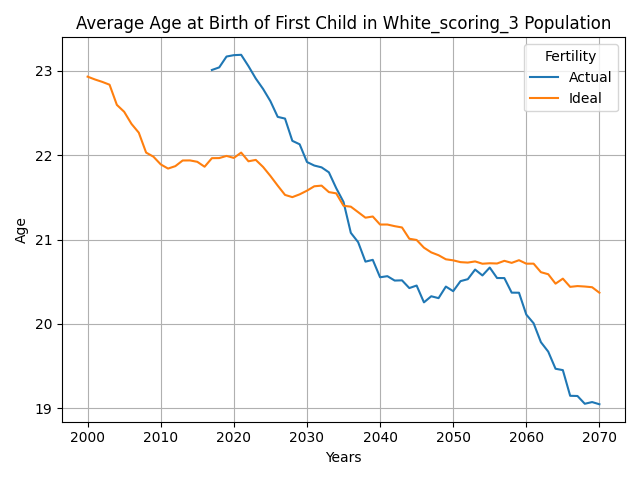 Average Age at Birth of First Child in White_scoring_3 Population
Fertility
Actual
Ideal
Age
23
22
21
20
19
2000 2010 2020 2030 2040 2050 2060 2070
Years